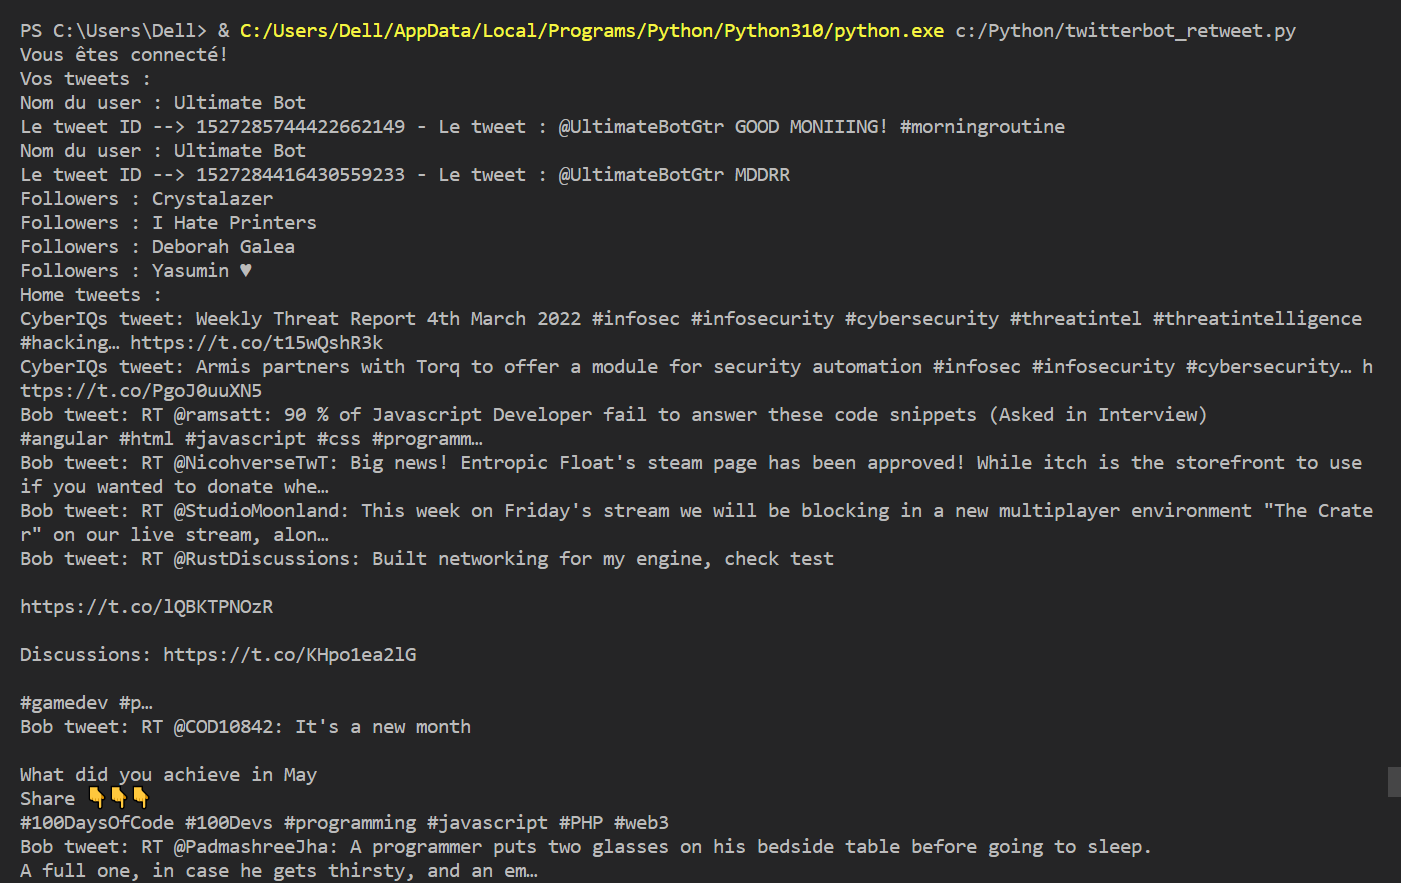 PS C:\Users\Dell> & C:/Users/Dell/AppData/Local/Programs/Python/Python310/python.exe c:/Python/twitterbot_retweet.py
Vous êtes connecté!
Vos tweets :
Nom du user : Ultimate Bot
Le tweet ID --> 1527285744422662149 - Le tweet : @UltimateBotGtr GOOD MONIIING! #morningroutine
Nom du user : Ultimate Bot
Le tweet ID --> 1527284416430559233 - Le tweet : @UltimateBotGtr MDDRR
Followers : Crystalazer
Followers : I Hate Printers
Followers : Deborah Galea
Followers : Yasumin ♥
Home tweets :
CyberIQs tweet: Weekly Threat Report 4th March 2022 #infosec #infosecurity #cybersecurity #threatintel #threatintelligence
#hacking… https://t.co/t15wQshR3k
CyberIQs tweet: Armis partners with Torq to offer a module for security automation #infosec #infosecurity #cybersecurity… h
ttps://t.co/PgoJ0uuXN5
Bob tweet: RT @ramsatt: 90 % of Javascript Developer fail to answer these code snippets (Asked in Interview)
#angular #html #javascript #css #programm…
Bob tweet: RT @NicohverseTwT: Big news! Entropic Float's steam page has been approved! While itch is the storefront to use
if you wanted to donate whe…
Bob tweet: RT @StudioMoonland: This week on Friday's stream we will be blocking in a new multiplayer environment "The Crate
r" on our live stream, alon…
Bob tweet: RT @RustDiscussions: Built networking for my engine, check test
https://t.co/lQBKTPNOzR
Discussions: https://t.co/KHpo1ea2lG
#gamedev #p…
Bob tweet: RT @COD10842: It's a new month
What did you achieve in May
Share 👇👇👇
#100DaysOfCode #100Devs #programming #javascript #PHP #web3
Bob tweet: RT @PadmashreeJha: A programmer puts two glasses on his bedside table before going to sleep.
A full one, in case he gets thirsty, and an em…